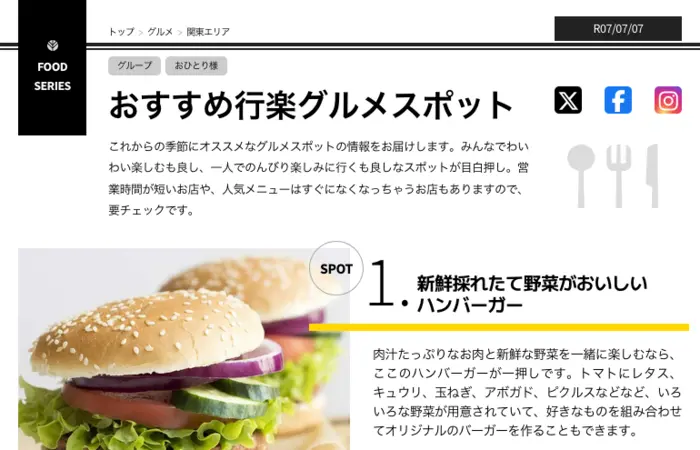 FOOD
SERIES
トップ > グルメ > 関東エリア
R07/07/07
グループ
おひとり様
おすすめ行楽グルメスポット
これからの季節にオススメなグルメスポットの情報をお届けします。みんなでわい
わい楽しむも良し、一人でのんびり楽しみに行くも良しなスポットが目白押し。営
業時間が短いお店や、人気メニューはすぐになくなっちゃうお店もありますので、
要チェックです。
SPOT
1.
新鮮採れたて野菜がおいしい
ハンバーガー
肉汁たっぷりなお肉と新鮮な野菜を一緒に楽しむなら、
ここのハンバーガーが一押しです。トマトにレタス、
キュウリ、玉ねぎ、アボガド、ピクルスなどなど、いろ
いろな野菜が用意されていて、好きなものを組み合わせ
てオリジナルのバーガーを作ることもできます。